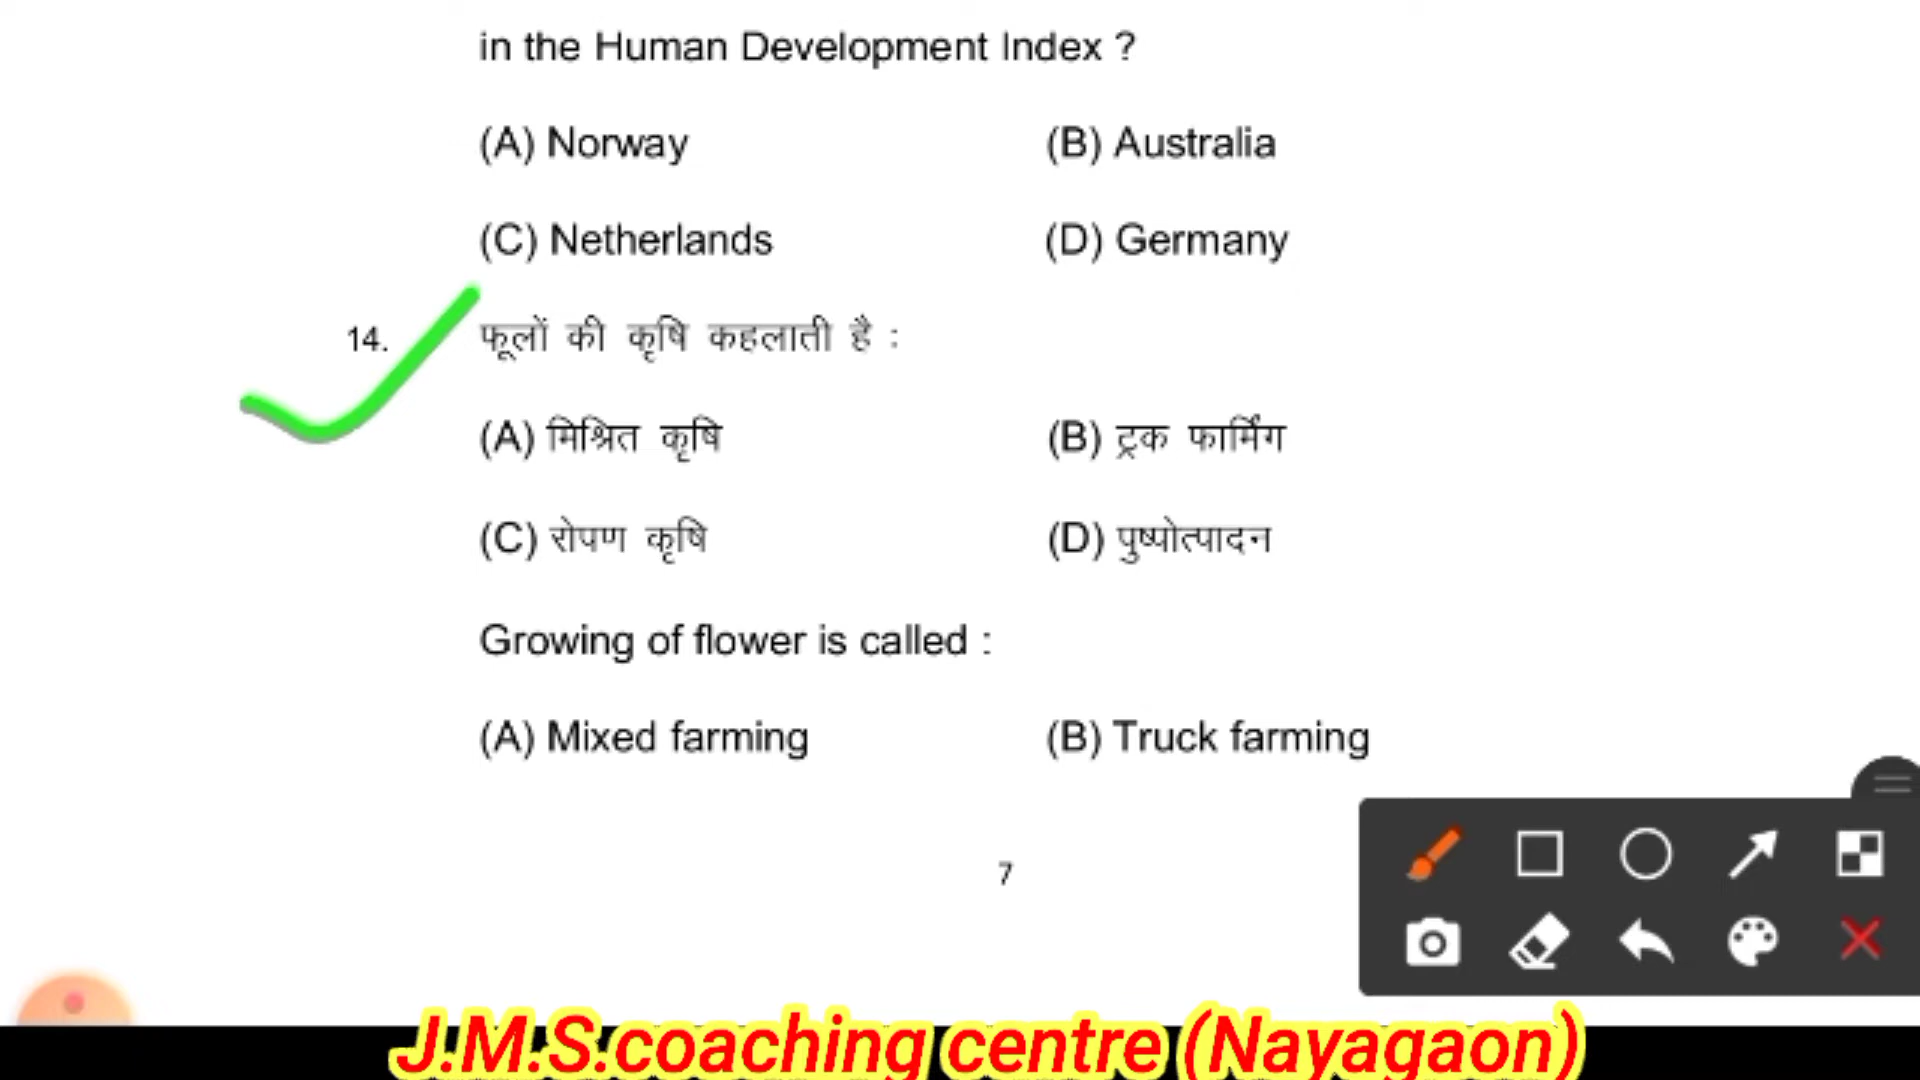 in the Human Development Index ?
(A) Norway (B) Australia
(C) Netherlands (D) Germany
14. फूलों की कृषि कहलाती है :
(A) मिश्रित कृषि (B) ट्रक फार्मिंग
(C) रोपण कृषि (D) पुष्पोत्पादन
Growing of flower is called :
(A) Mixed farming (B) Truck farming
7
J.M.S.coaching centre (Nayagaon)